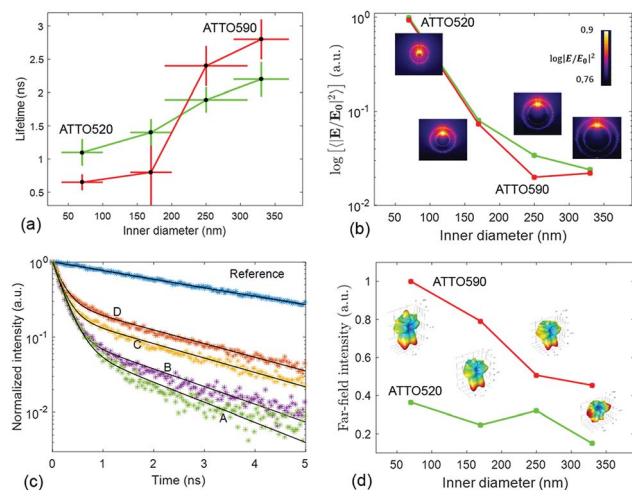 3
2.5
2
1.5
1
0.5
Lifetime (ns)
ATTO590
ATTO520
50 100 150 200 250 300 350
Inner diameter (nm)
(a)
10⁰
10⁻¹
10⁻²
log [⟨|E/E₀|²⟩] (a.u.)
ATTO520
0,9
log|E/E₀|²
0,76
ATTO590
50 100 150 200 250 300 350
Inner diameter (nm)
(b)
10⁰
10⁻¹
10⁻²
Normalized intensity (a.u.)
Reference
D
C
B
A
0 1 2 3 4 5
Time (ns)
(c)
1
0.8
0.6
0.4
0.2
Far-field intensity (a.u.)
ATTO590
ATTO520
50 100 150 200 250 300 350
Inner diameter (nm)
(d)